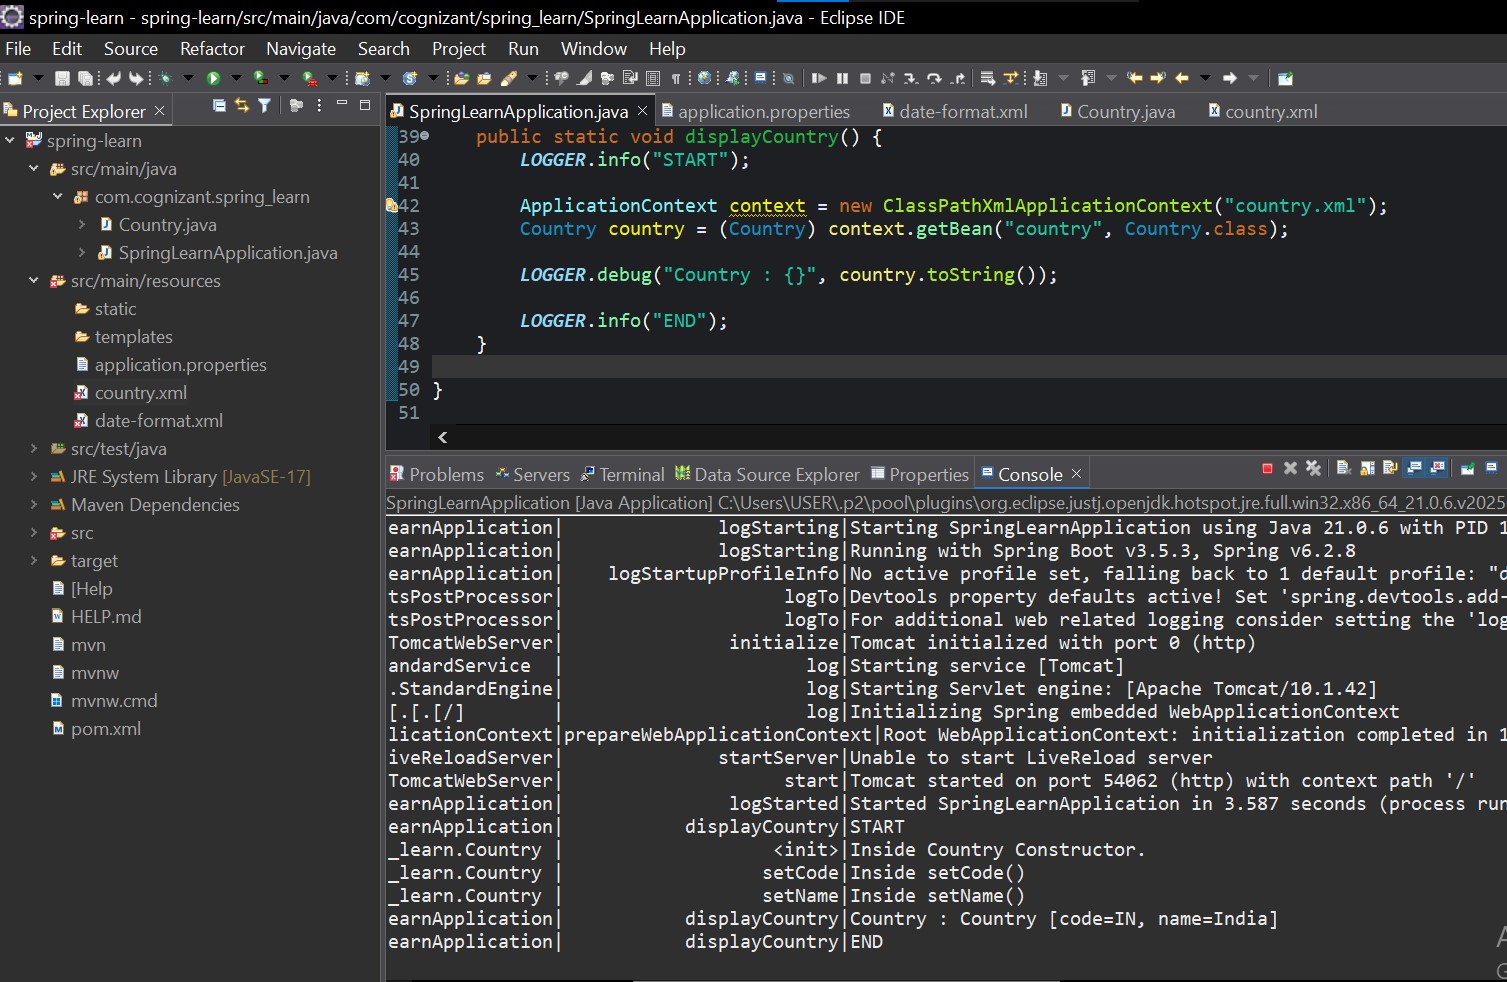 spring-learn - spring-learn/src/main/java/com/cognizant/spring_learn/SpringLearnApplication.java - Eclipse IDE
File Edit Source Refactor Navigate Search Project Run Window Help
Project Explorer
spring-learn
src/main/java
com.cognizant.spring_learn
Country.java
SpringLearnApplication.java
src/main/resources
static
templates
application.properties
country.xml
date-format.xml
src/test/java
JRE System Library [JavaSE-17]
Maven Dependencies
src
target
[Help
HELP.md
mvn
mvnw
mvnw.cmd
pom.xml
SpringLearnApplication.java application.properties date-format.xml Country.java country.xml
39 public static void displayCountry() {
40 LOGGER.info("START");
41
42 ApplicationContext context = new ClassPathXmlApplicationContext("country.xml");
43 Country country = (Country) context.getBean("country", Country.class);
44
45 LOGGER.debug("Country : {}", country.toString());
46
47 LOGGER.info("END");
48 }
49
50 }
51
Problems Servers Terminal Data Source Explorer Properties Console
SpringLearnApplication [Java Application] C:\Users\USER\.p2\pool\plugins\org.eclipse.justj.openjdk.hotspot.jre.full.win32.x86_64_21.0.6.v2025
earnApplication| logStarting|Starting SpringLearnApplication using Java 21.0.6 with PID 1
earnApplication| logStarting|Running with Spring Boot v3.5.3, Spring v6.2.8
earnApplication| logStartupProfileInfo|No active profile set, falling back to 1 default profile: "d
tsPostProcessor| logTo|Devtools property defaults active! Set 'spring.devtools.add-
tsPostProcessor| logTo|For additional web related logging consider setting the 'log
TomcatWebServer| initialize|Tomcat initialized with port 0 (http)
andardService | log|Starting service [Tomcat]
.StandardEngine| log|Starting Servlet engine: [Apache Tomcat/10.1.42]
[.[.[/] | log|Initializing Spring embedded WebApplicationContext
licationContext|prepareWebApplicationContext|Root WebApplicationContext: initialization completed in 1
iveReloadServer| startServer|Unable to start LiveReload server
TomcatWebServer| start|Tomcat started on port 54062 (http) with context path '/'
earnApplication| logStarted|Started SpringLearnApplication in 3.587 seconds (process run
earnApplication| displayCountry|START
_learn.Country | <init>|Inside Country Constructor.
_learn.Country | setCode|Inside setCode()
_learn.Country | setName|Inside setName()
earnApplication| displayCountry|Country : Country [code=IN, name=India]
earnApplication| displayCountry|END